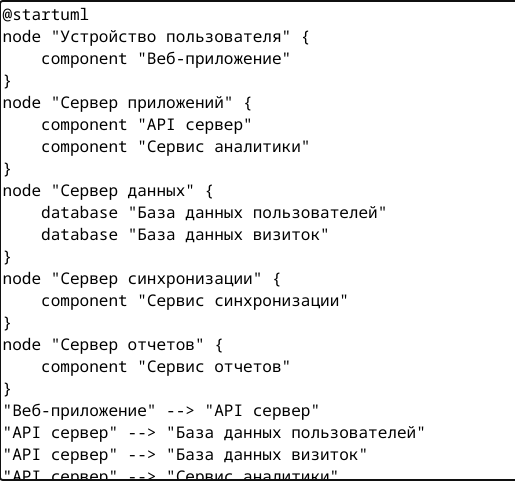 @startuml
node "Устройство пользователя" {
    component "Веб-приложение"
}
node "Сервер приложений" {
    component "API сервер"
    component "Сервис аналитики"
}
node "Сервер данных" {
    database "База данных пользователей"
    database "База данных визиток"
}
node "Сервер синхронизации" {
    component "Сервис синхронизации"
}
node "Сервер отчетов" {
    component "Сервис отчетов"
}
"Веб-приложение" --> "API сервер"
"API сервер" --> "База данных пользователей"
"API сервер" --> "База данных визиток"
"API сервер" --> "Сервис аналитики"